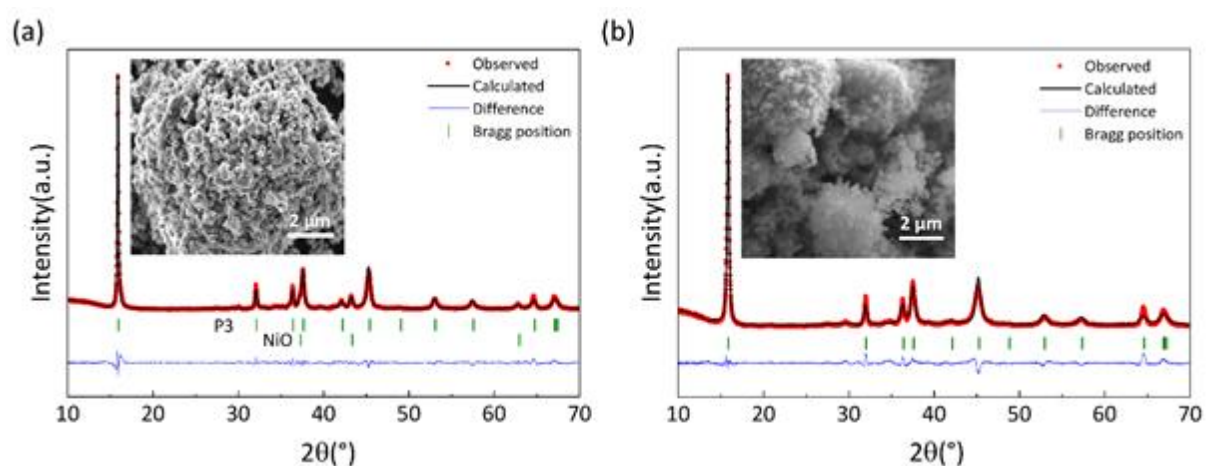 (a)
Intensity(a.u.)
2 μm
Observed
Calculated
Difference
Bragg position
P3
NiO
10 20 30 40 50 60 70
2θ(°)
(b)
Intensity(a.u.)
2 μm
Observed
Calculated
Difference
Bragg position
10 20 30 40 50 60 70
2θ(°)